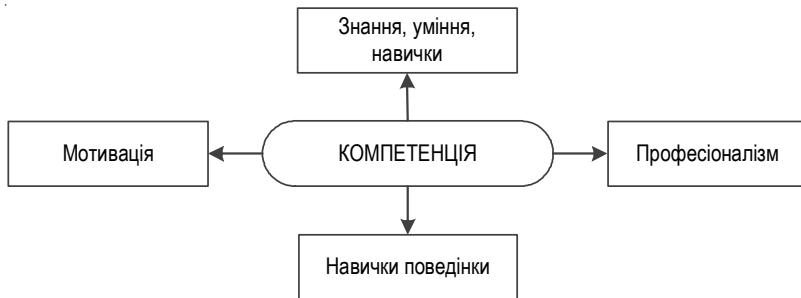 Знання, уміння,
навички
Мотивація
КОМПЕТЕНЦІЯ
Професіоналізм
Навички поведінки